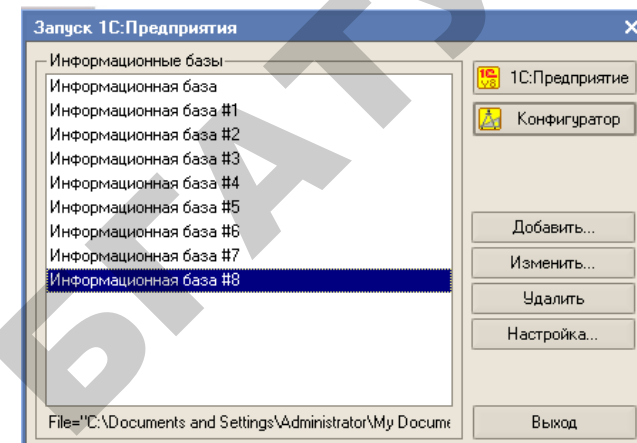 Запуск 1С:Предприятия
Информационные базы
Информационная база
Информационная база #1
Информационная база #2
Информационная база #3
Информационная база #4
Информационная база #5
Информационная база #6
Информационная база #7
Информационная база #8
File="C:\Documents and Settings\Administrator\My Docume
1С:Предприятие
Конфигуратор
Добавить...
Изменить...
Удалить
Настройка...
Выход
БГАТУ